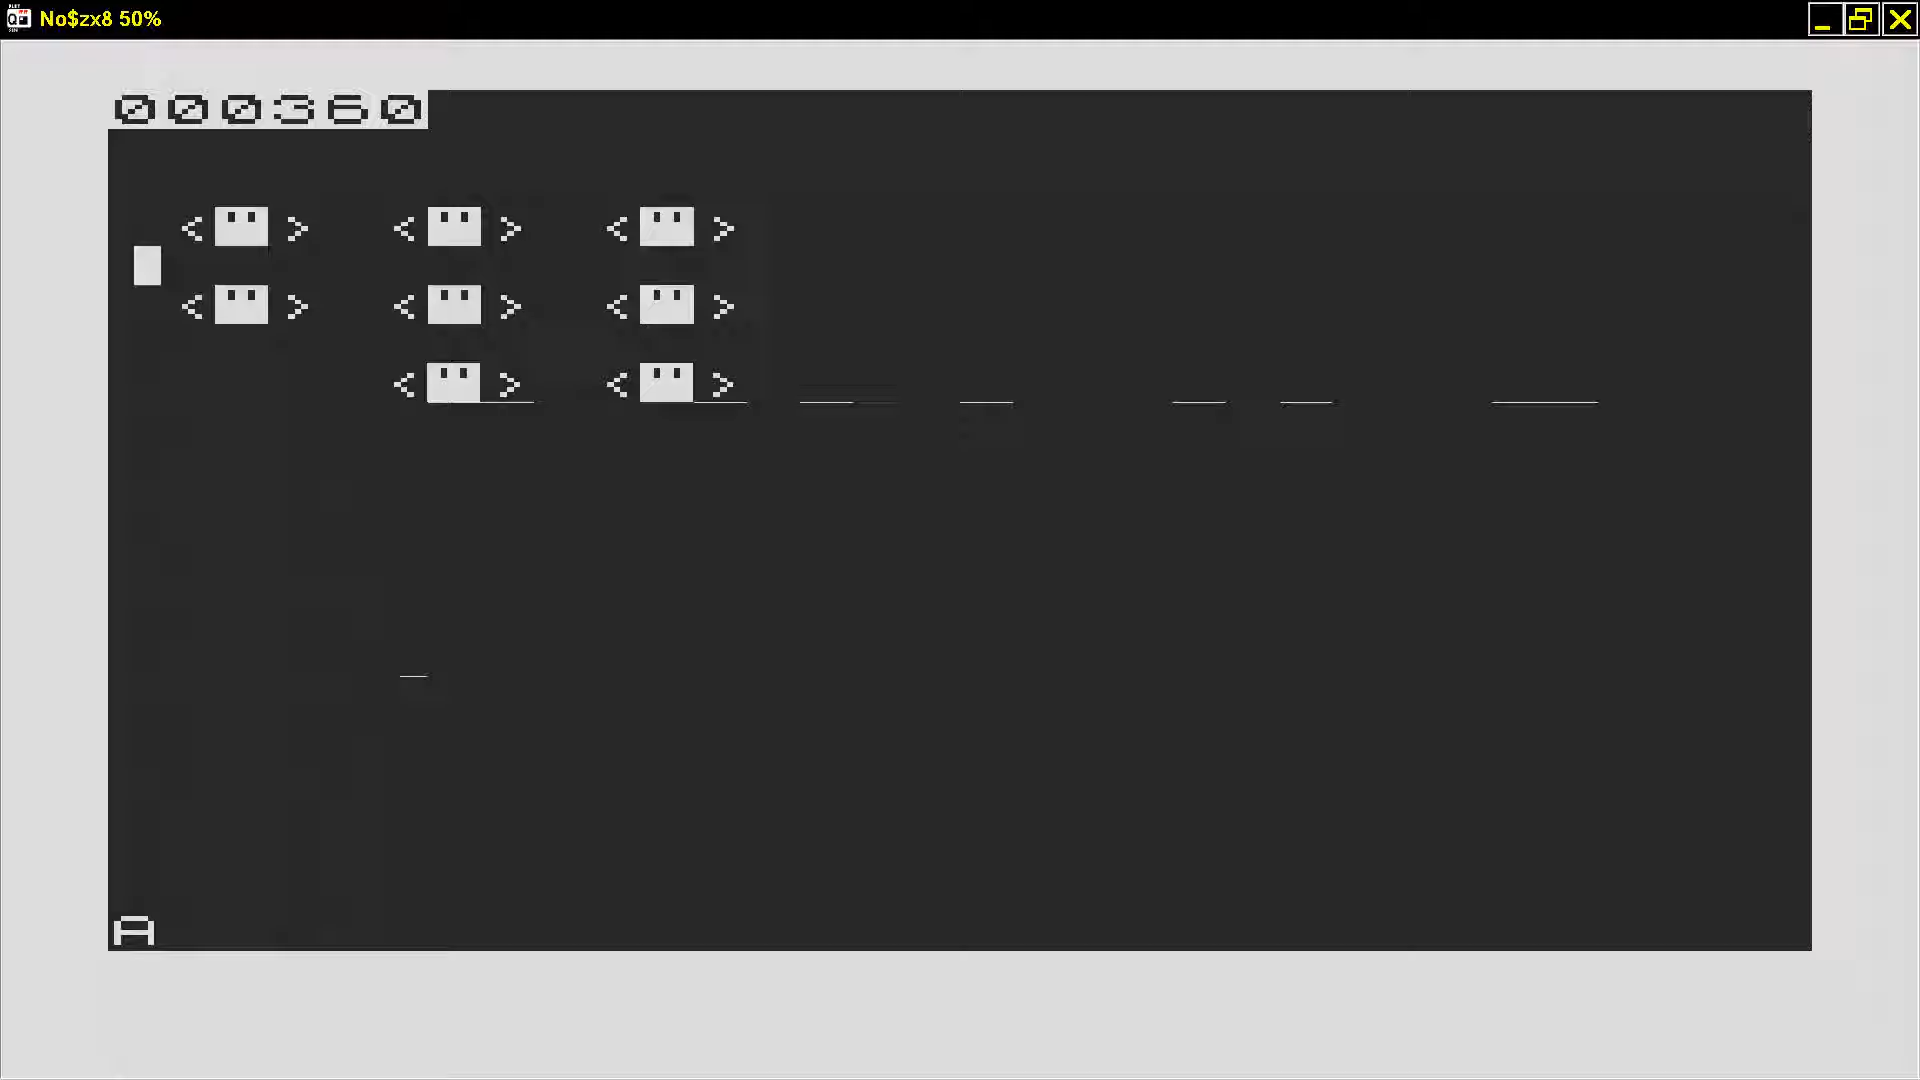 No$zx8 50%
000360
< > < > < >
< > < > < >
< > < >
A